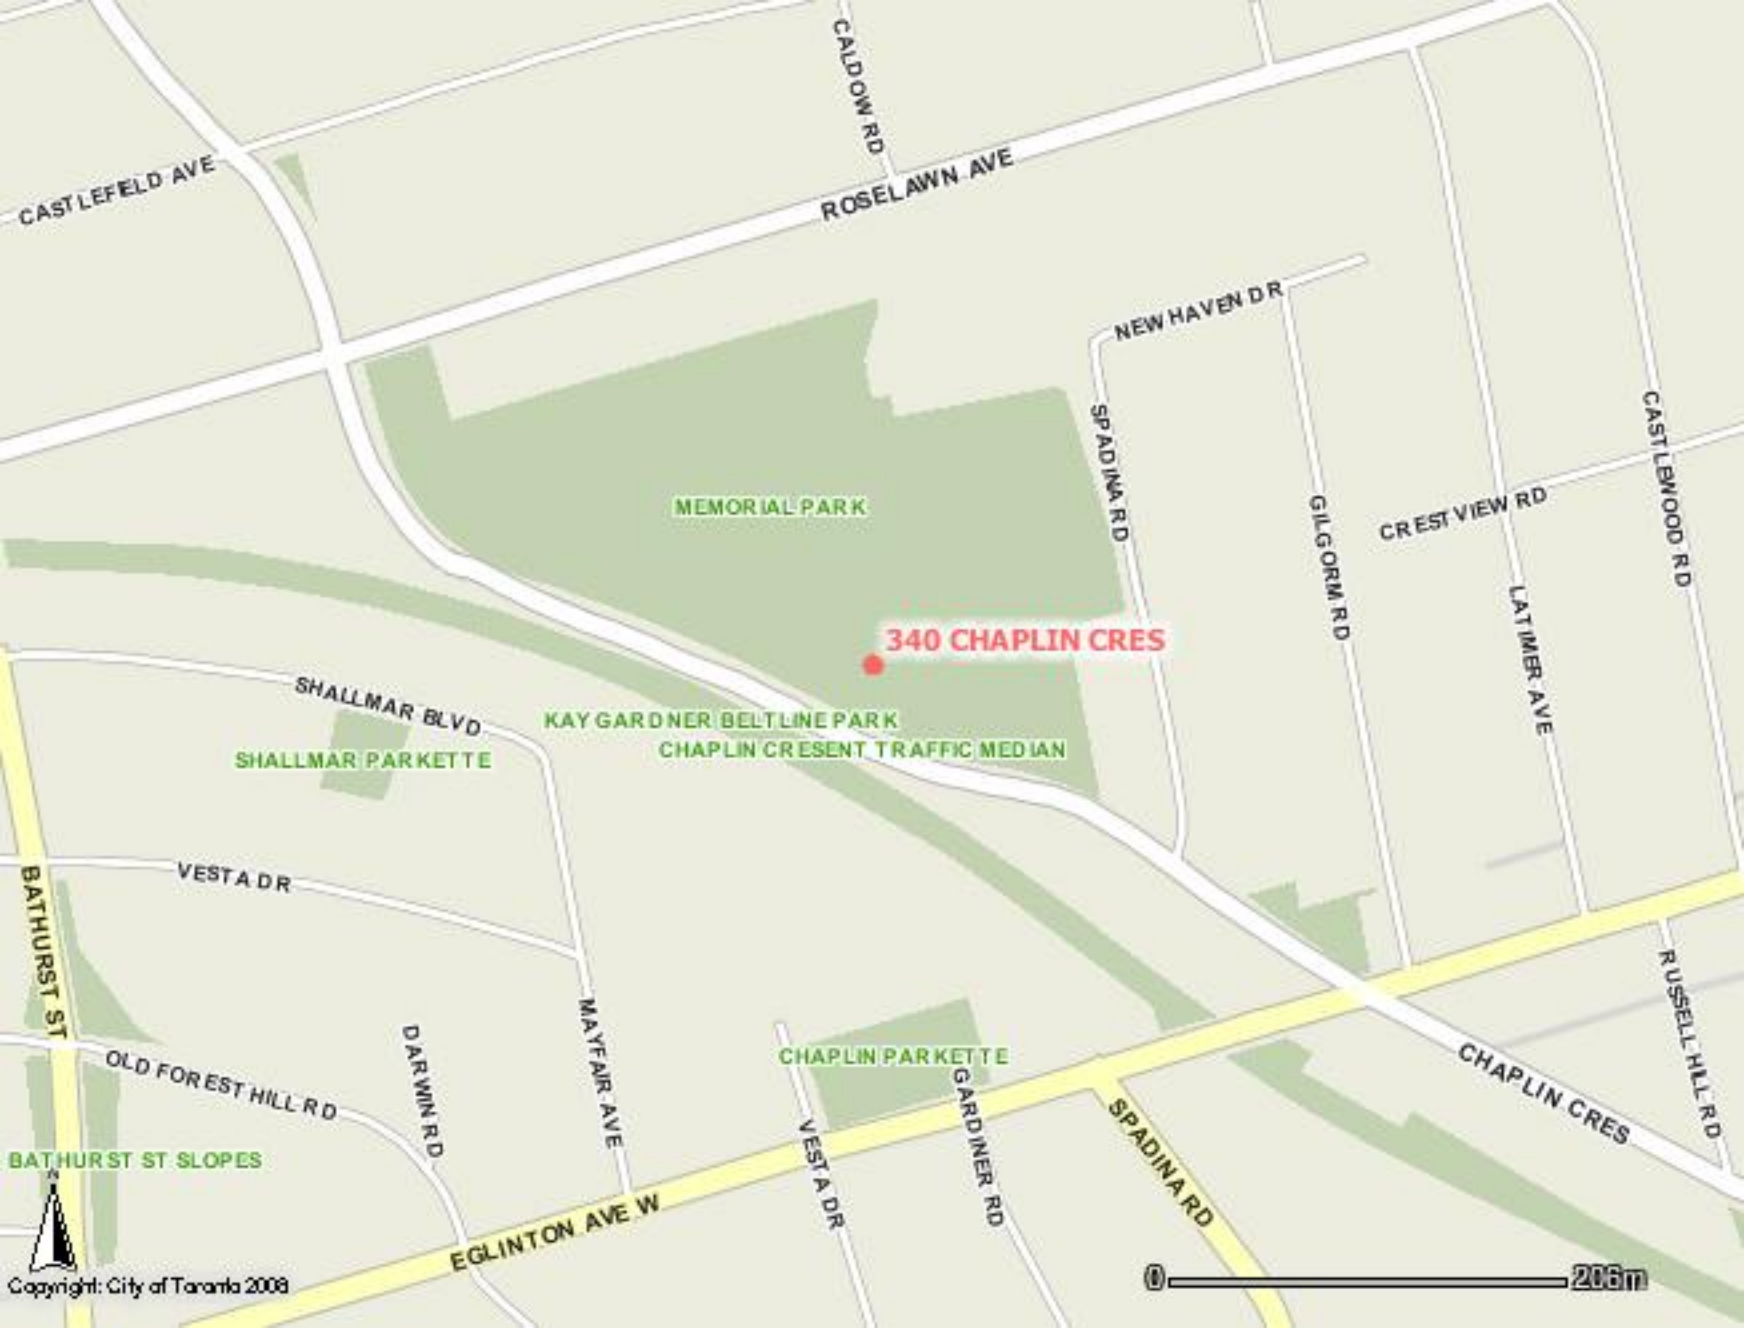 CALDOW RD
CASTLEFIELD AVE
ROSELAWN AVE
NEW HAVEN DR
SPADINA RD
CASTLEWOOD RD
MEMORIAL PARK
GILGORM RD
CRESTVIEW RD
LATIMER AVE
340 CHAPLIN CRES
SHALLMAR BLVD
KAY GARDNER BELTLINE PARK
CHAPLIN CRESENT TRAFFIC MEDIAN
SHALLMAR PARKETTE
VESTA DR
BATHURST ST
RUSSELL HILL RD
MAYFAIR AVE
DARWIN RD
CHAPLIN PARKETTE
OLD FOREST HILL RD
CHAPLIN CRES
GARDINER RD
SPADINA RD
VESTA DR
BATHURST ST SLOPES
N
EGLINTON AVE W
Copyright: City of Toronto 2008
0 206m